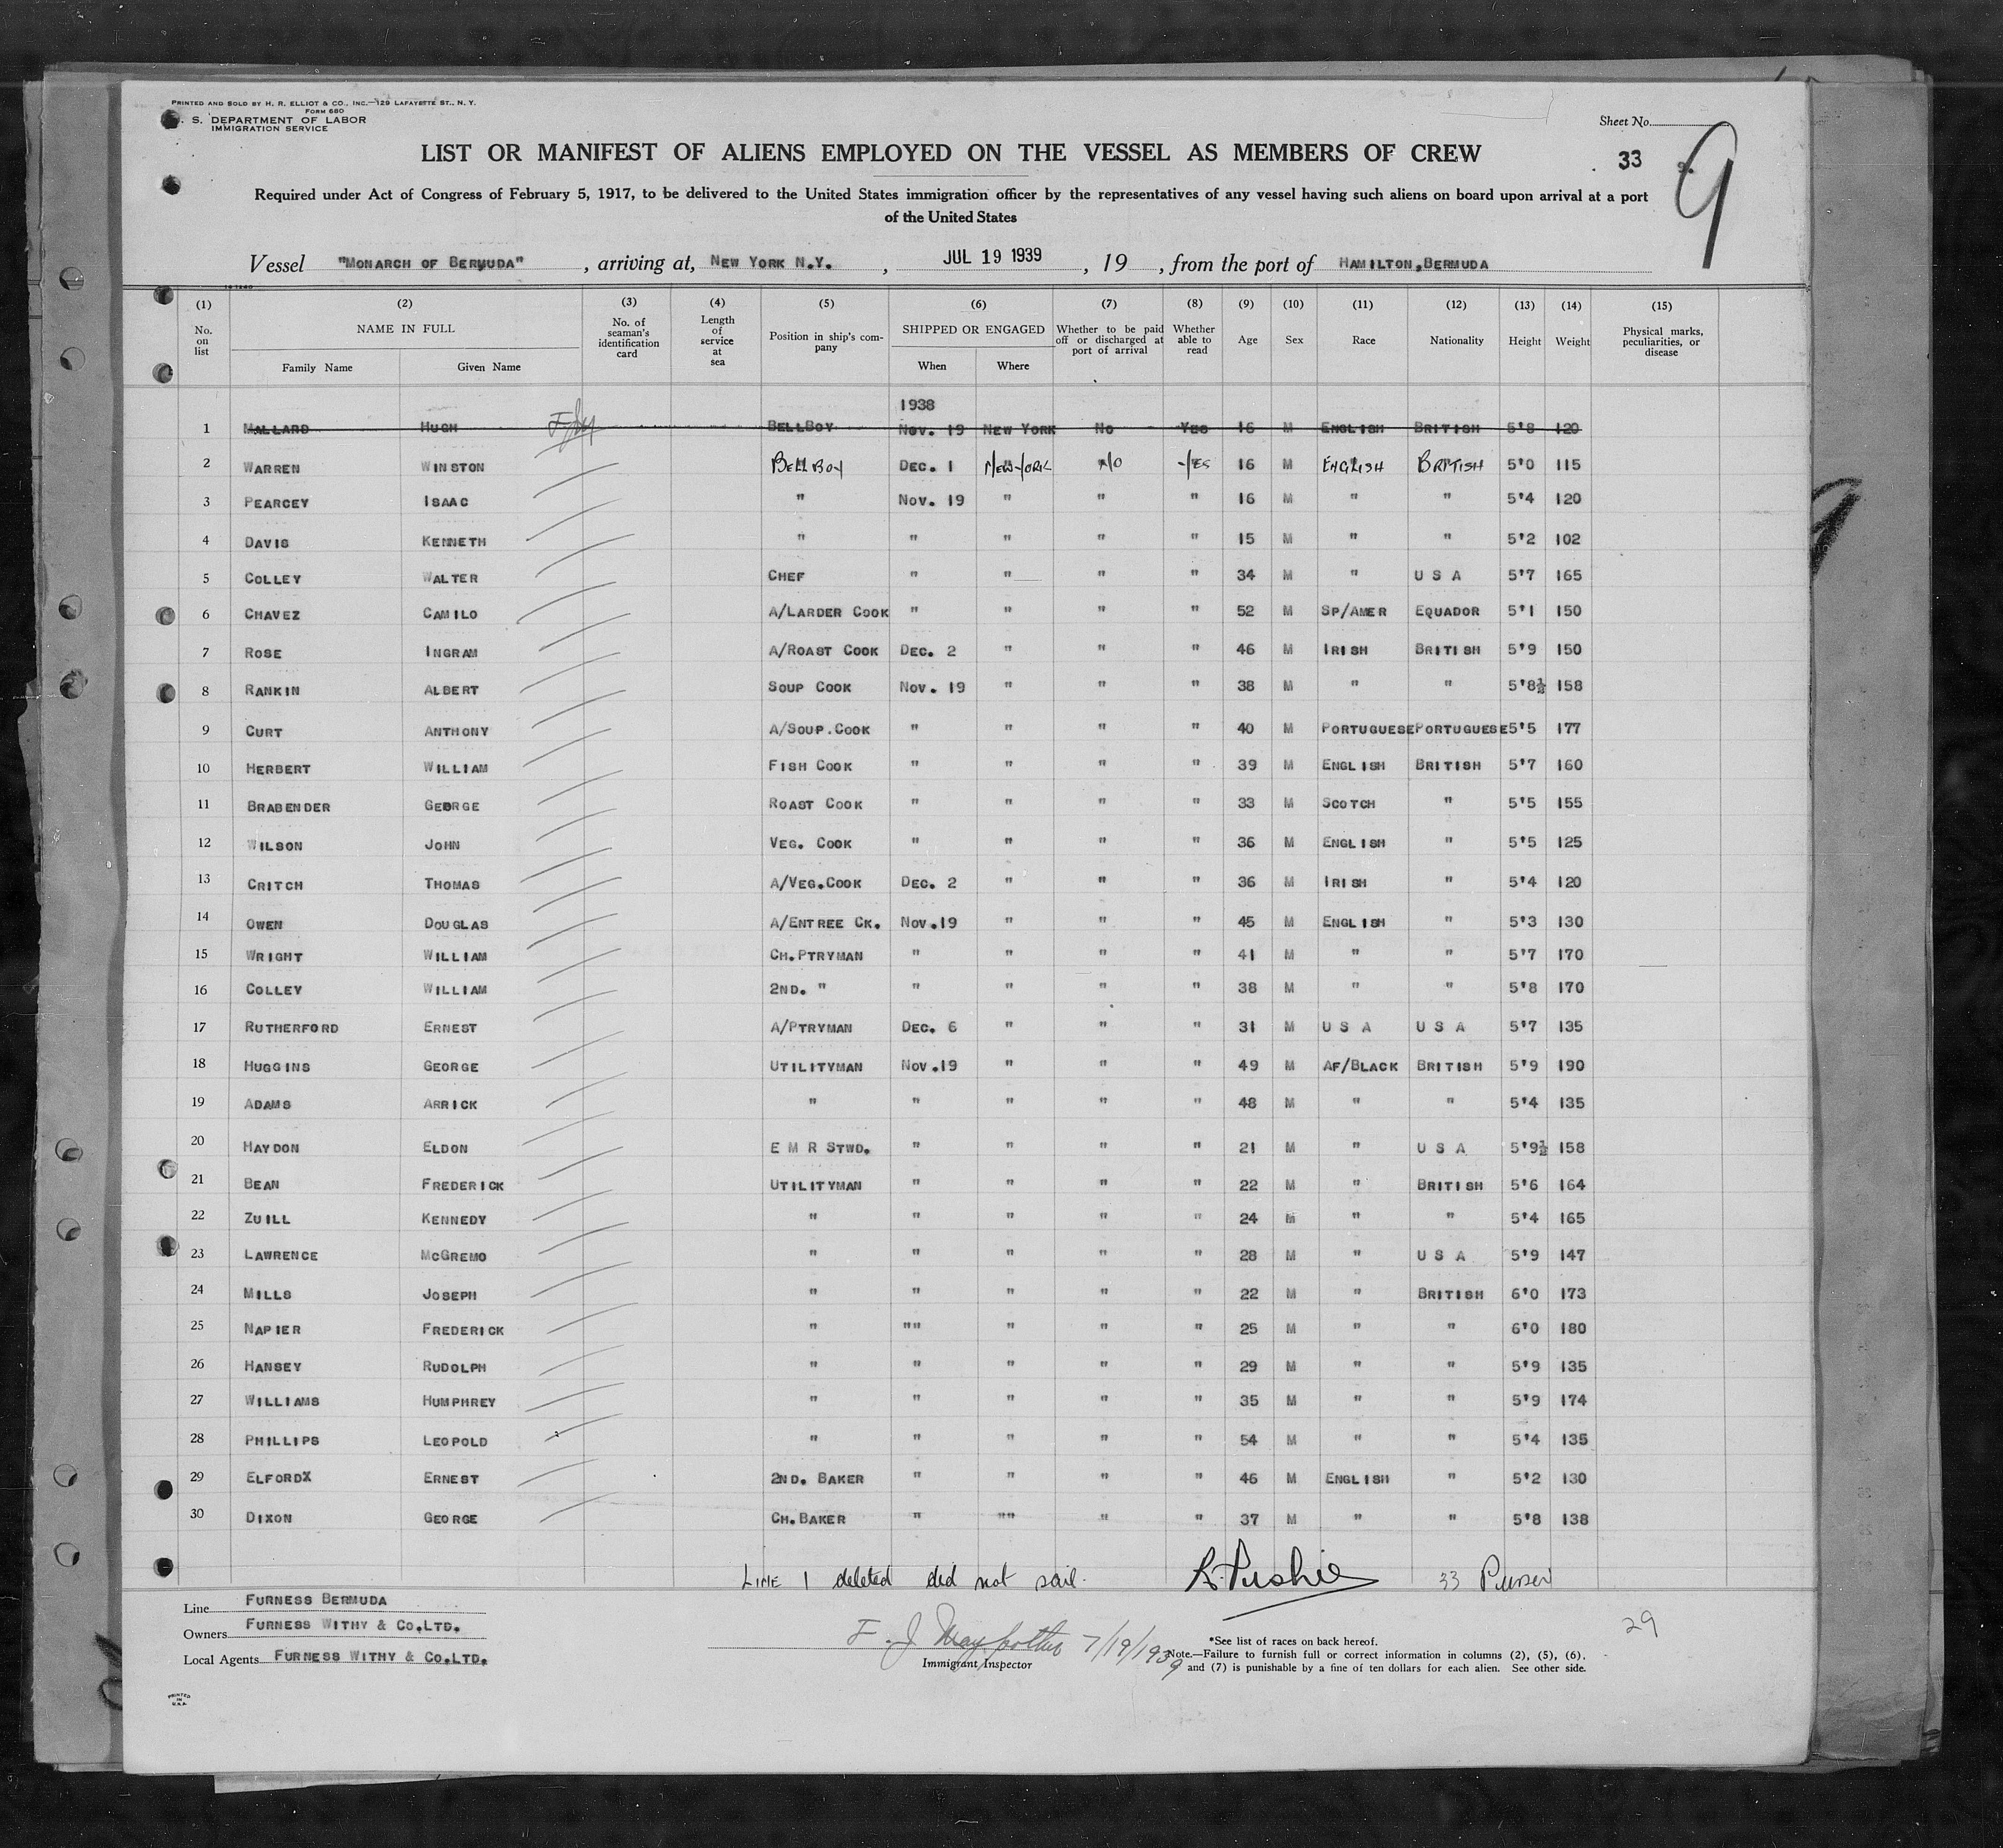 PRINTED AND SOLD BY H. R. ELLIOT & CO., INC.—129 LAFAYETTE ST., N. Y.
FORM 680
. S. DEPARTMENT OF LABOR
IMMIGRATION SERVICE
Sheet No.
LIST OR MANIFEST OF ALIENS EMPLOYED ON THE VESSEL AS MEMBERS OF CREW
33
9
Required under Act of Congress of February 5, 1917, to be delivered to the United States immigration officer by the representatives of any vessel having such aliens on board upon arrival at a port
of the United States
Vessel "MONARCH OF BERMUDA" , arriving at, NEW YORK N.Y. , JUL 19 1939 , 19 , from the port of HAMILTON,BERMUDA
(1) (2) (3) (4) (5) (6) (7) (8) (9) (10) (11) (12) (13) (14) (15)
No. on list NAME IN FULL Family Name Given Name No. of seaman's identification card Length of service at sea Position in ship's company SHIPPED OR ENGAGED When Where Whether to be paid off or discharged at port of arrival Whether able to read Age Sex Race Nationality Height Weight Physical marks, peculiarities, or disease
1938
1 MALLARD HUGH BELLBOY NOV. 19 NEW YORK NO YES 16 M ENGLISH BRITISH 5'8 120
2 WARREN WINSTON BELL BOY DEC. 1 NEW YORK NO YES 16 M ENGLISH BRITISH 5'0 115
3 PEARCEY ISAAC " NOV. 19 " " " 16 M " " 5'4 120
4 DAVIS KENNETH " " " " " 15 M " " 5'2 102
5 COLLEY WALTER CHEF " " " " 34 M " U S A 5'7 165
6 CHAVEZ CAMILO A/LARDER COOK " " " " 52 M SP/AMER EQUADOR 5'1 150
7 ROSE INGRAM A/ROAST COOK DEC. 2 " " " 46 M IRISH BRITISH 5'9 150
8 RANKIN ALBERT SOUP COOK NOV. 19 " " " 38 M " " 5'8½ 158
9 CURT ANTHONY A/SOUP.COOK " " " " 40 M PORTUGUESE PORTUGUESE 5'5 177
10 HERBERT WILLIAM FISH COOK " " " " 39 M ENGLISH BRITISH 5'7 160
11 BRABENDER GEORGE ROAST COOK " " " " 33 M SCOTCH " 5'5 155
12 WILSON JOHN VEG. COOK " " " " 36 M ENGLISH " 5'5 125
13 CRITCH THOMAS A/VEG.COOK DEC. 2 " " " 36 M IRISH " 5'4 120
14 OWEN DOUGLAS A/ENTREE CK. NOV.19 " " " 45 M ENGLISH " 5'3 130
15 WRIGHT WILLIAM CH.PTRYMAN " " " " 41 M " " 5'7 170
16 COLLEY WILLIAM 2ND. " " " " " 38 M " " 5'8 170
17 RUTHERFORD ERNEST A/PTRYMAN DEC. 6 " " " 31 M U S A U S A 5'7 135
18 HUGGINS GEORGE UTILITYMAN NOV.19 " " " 49 M AF/BLACK BRITISH 5'9 190
19 ADAMS ARRICK " " " " " 48 M " " 5'4 135
20 HAYDON ELDON E M R STWD. " " " " 21 M " U S A 5'9½ 158
21 BEAN FREDERICK UTILITYMAN " " " " 22 M " BRITISH 5'6 164
22 ZUILL KENNEDY " " " " " 24 M " " 5'4 165
23 LAWRENCE MCGREMO " " " " " 28 M " U S A 5'9 147
24 MILLS JOSEPH " " " " " 22 M " BRITISH 6'0 173
25 NAPIER FREDERICK " "" " " " 25 M " " 6'0 180
26 HANSEY RUDOLPH " " " " " 29 M " " 5'9 135
27 WILLIAMS HUMPHREY " " " " " 35 M " " 5'9 174
28 PHILLIPS LEOPOLD " " " " " 54 M " " 5'4 135
29 ELFORDX ERNEST 2ND. BAKER " " " " 46 M ENGLISH " 5'2 130
30 DIXON GEORGE CH.BAKER " "" " " 37 M " " 5'8 138
LINE 1 deleted did not sail. 33 Purser
Line FURNESS BERMUDA
Owners FURNESS WITHY & CO.LTD.
Local Agents FURNESS WITHY & CO.LTD.
F. J. 7/19/1939
Immigrant Inspector
29
*See list of races on back hereof.
Note.—Failure to furnish full or correct information in columns (2), (5), (6),
and (7) is punishable by a fine of ten dollars for each alien. See other side.
PRINTED
IN
U.S.A.